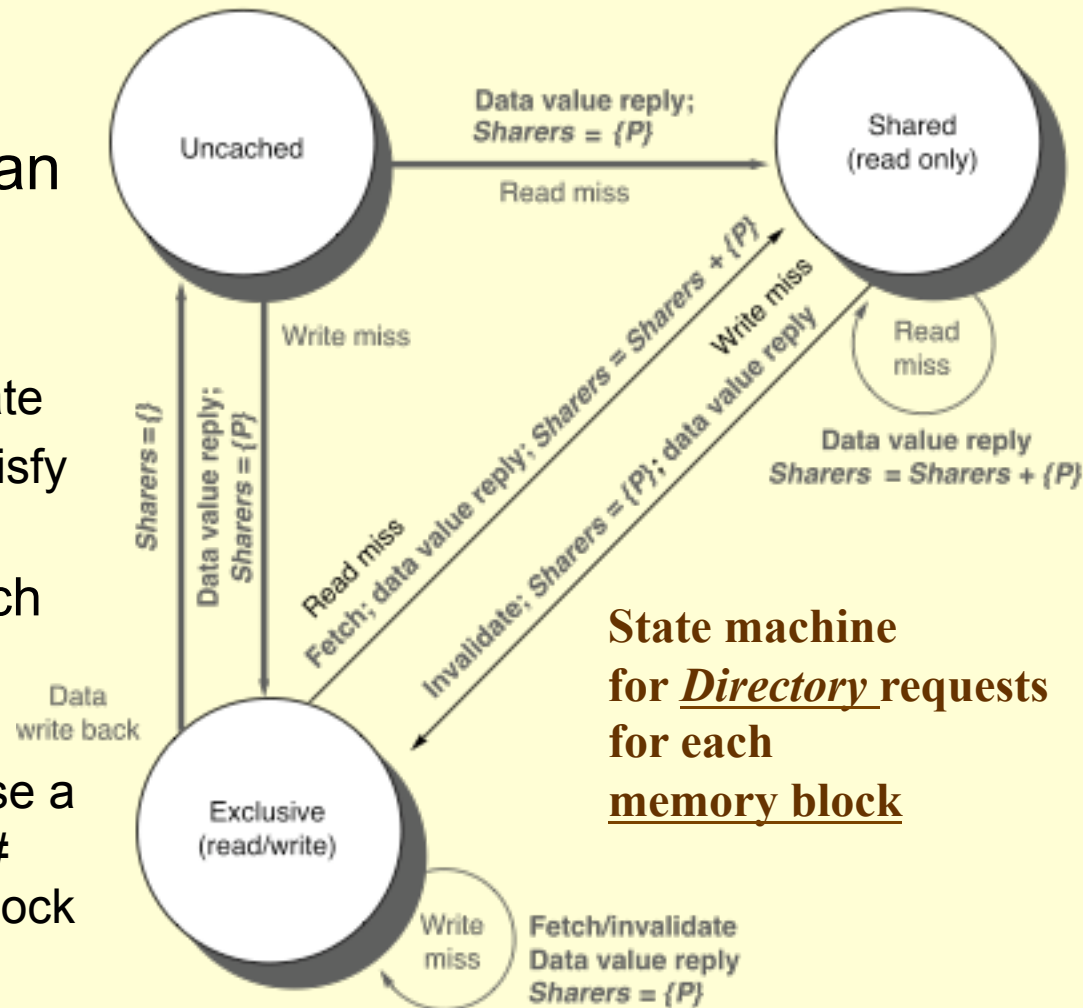 an
ate
isfy
ch
se a
#
ock
Uncached
Data value reply;
Sharers = {P}
Read miss
Shared
(read only)
Write miss
Sharers = {}
Data value reply;
Sharers = {P}
Read miss
Fetch; data value reply; Sharers = Sharers + {P}
Write miss
Invalidate; Sharers = {P}; data value reply
Read
miss
Data value reply
Sharers = Sharers + {P}
Data
write back
State machine
for Directory requests
for each
memory block
Exclusive
(read/write)
Write
miss
Fetch/invalidate
Data value reply
Sharers = {P}